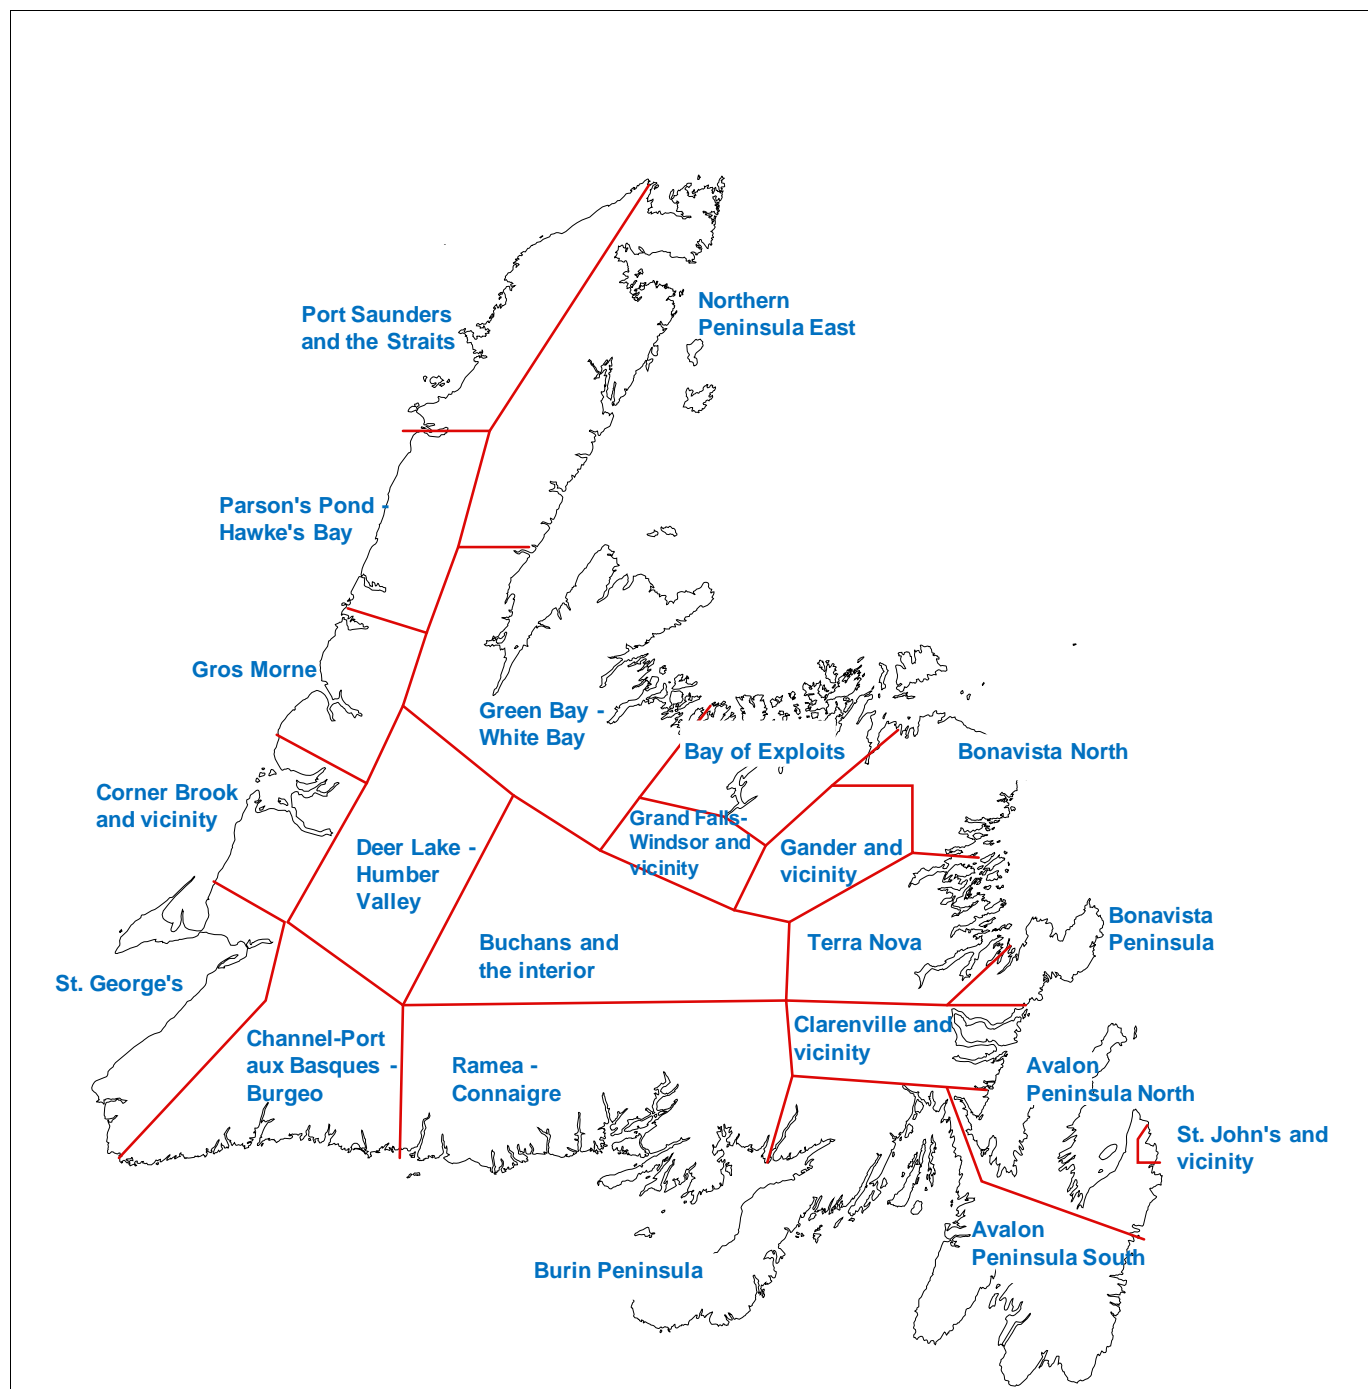 Northern
Peninsula East
Port Saunders
and the Straits
Parson's Pond -
Hawke's Bay
Gros Morne
Green Bay -
White Bay
Bay of Exploits
Bonavista North
Corner Brook
and vicinity
Grand Falls-
Windsor and
vicinity
Deer Lake -
Humber
Valley
Gander and
vicinity
Bonavista
Peninsula
Buchans and
the interior
Terra Nova
St. George's
Channel-Port
aux Basques -
Burgeo
Ramea -
Connaigre
Clarenville and
vicinity
Avalon
Peninsula North
St. John's and
vicinity
Avalon
Peninsula South
Burin Peninsula